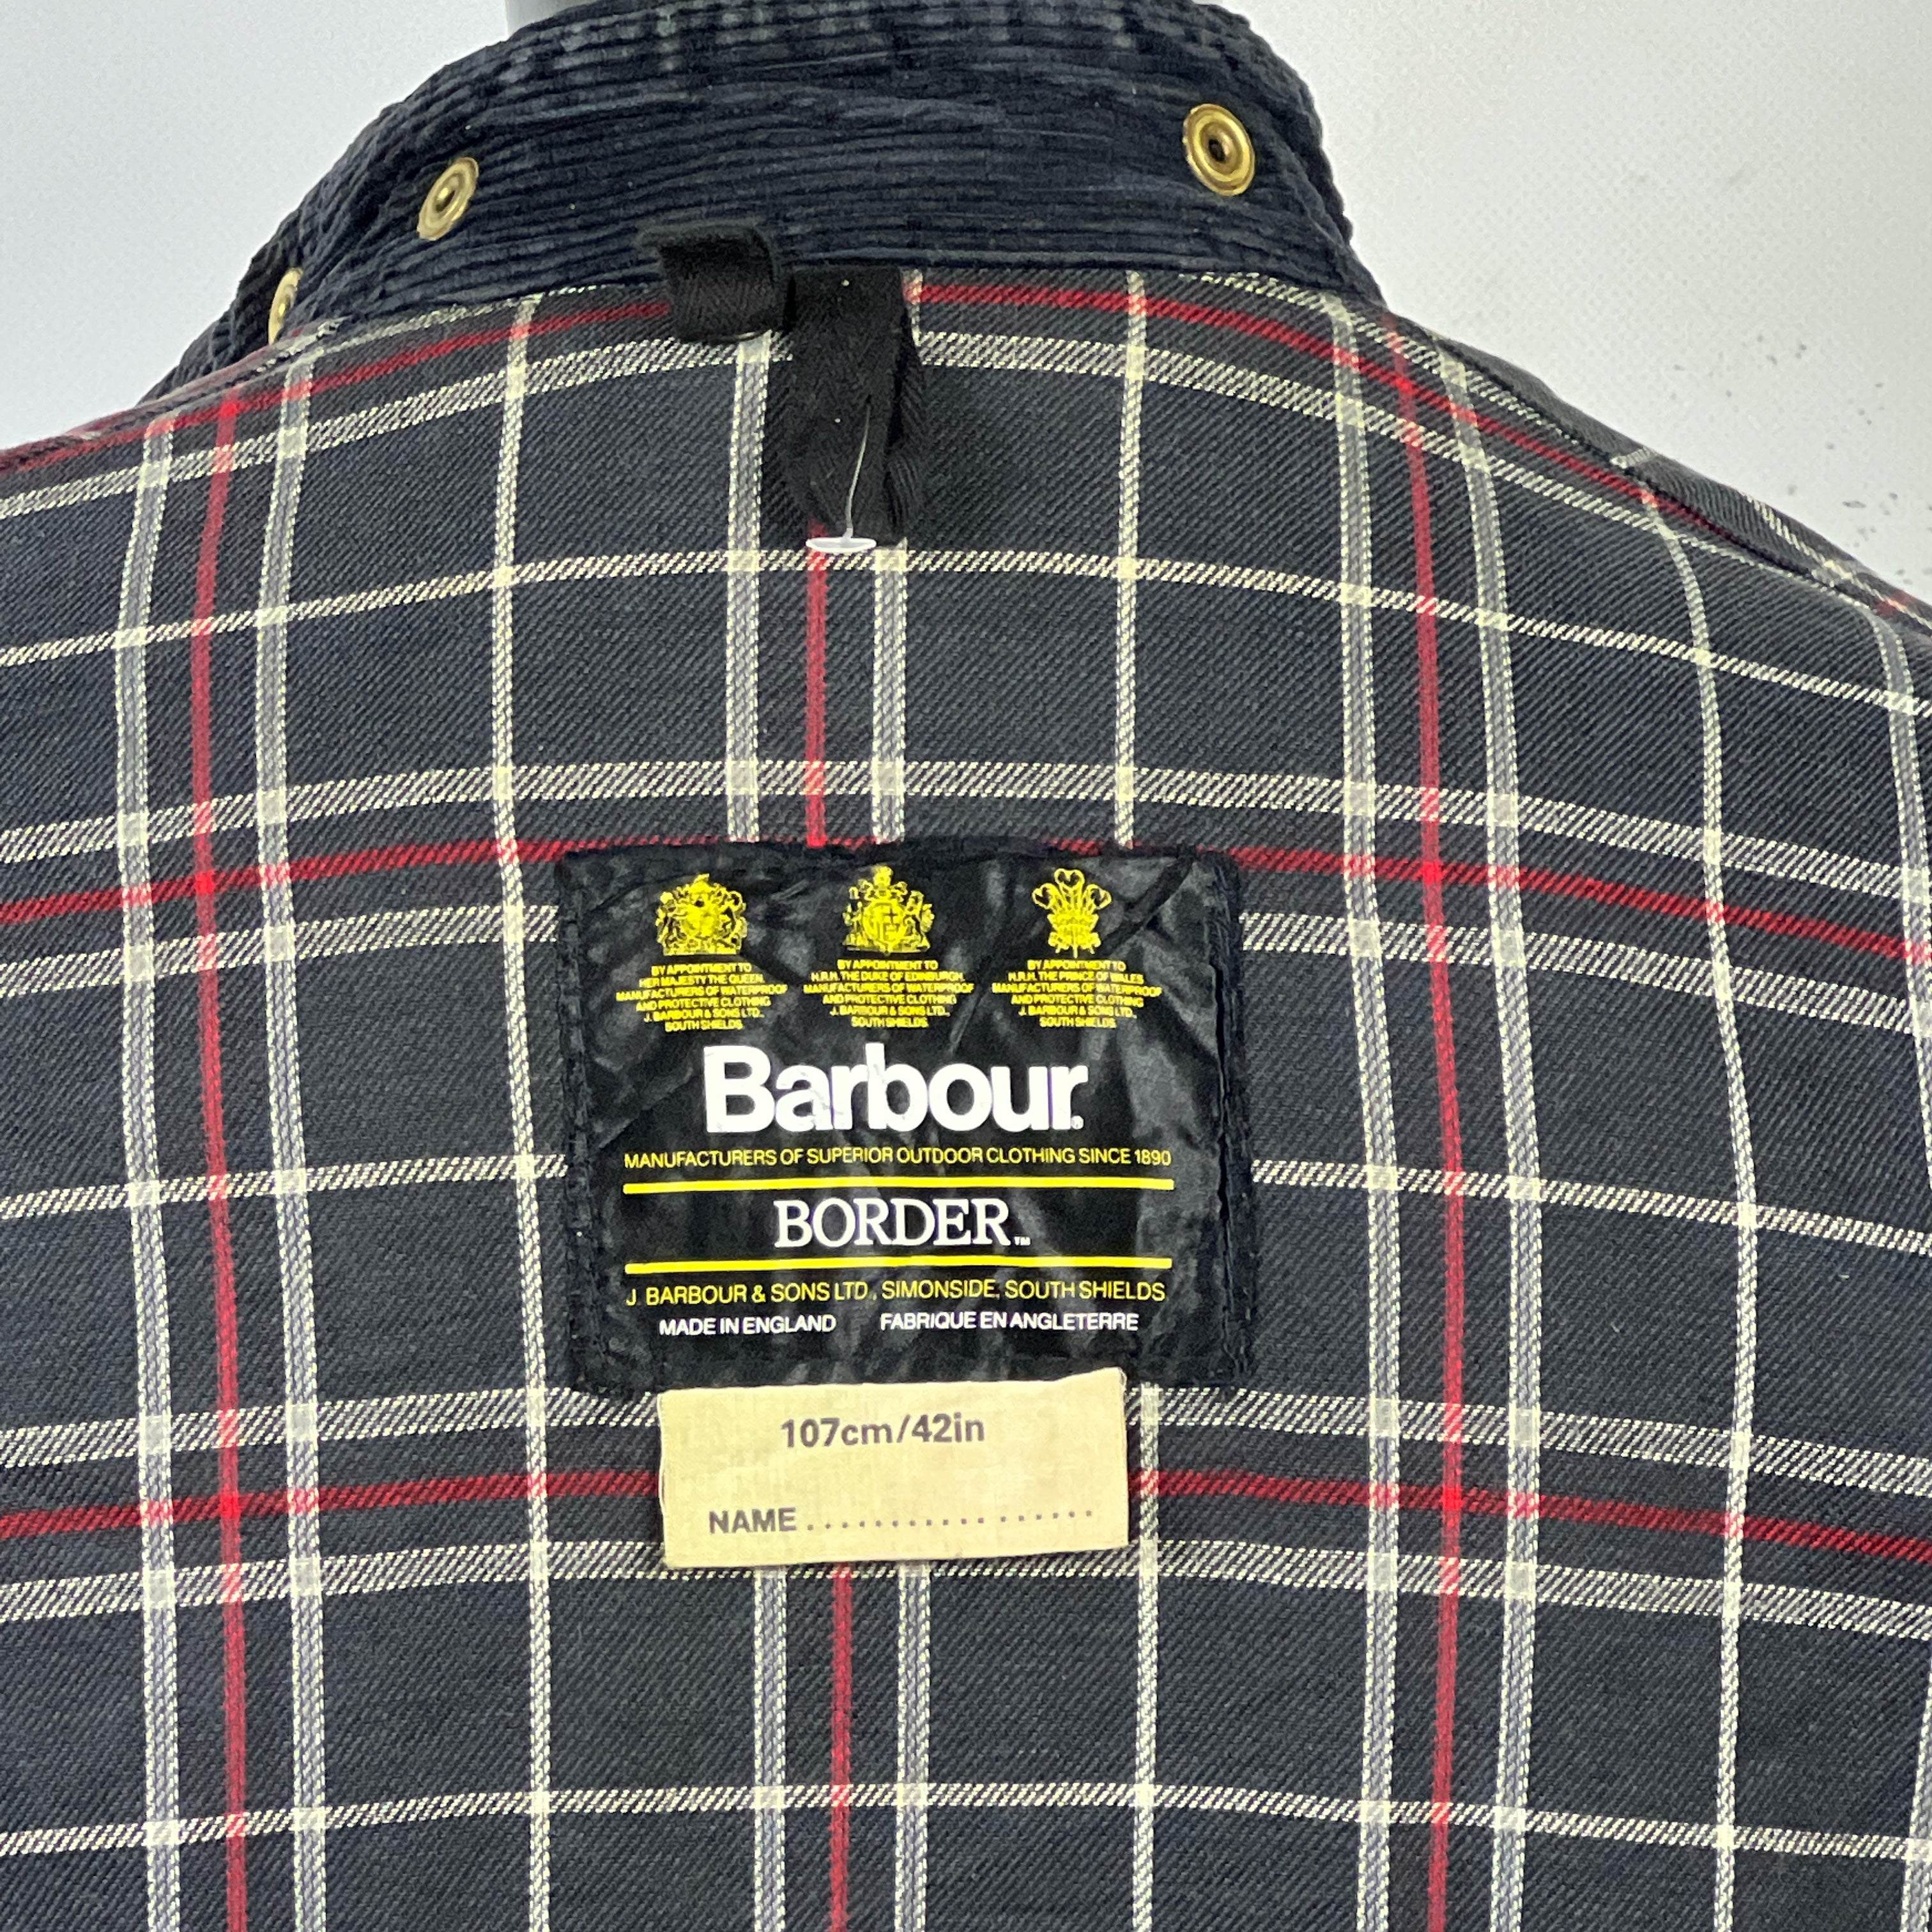 BY APPOINTMENT TO
HER MAJESTY THE QUEEN
MANUFACTURERS OF WATERPROOF
AND PROTECTIVE CLOTHING
J. BARBOUR & SONS LTD.,
SOUTH SHIELDS.
BY APPOINTMENT TO
H.R.H. THE DUKE OF EDINBURGH,
MANUFACTURERS OF WATERPROOF
AND PROTECTIVE CLOTHING
J. BARBOUR & SONS LTD.,
SOUTH SHIELDS.
BY APPOINTMENT TO
H.R.H. THE PRINCE OF WALES,
MANUFACTURERS OF WATERPROOF
AND PROTECTIVE CLOTHING
J. BARBOUR & SONS LTD.,
SOUTH SHIELDS.
Barbour®
MANUFACTURERS OF SUPERIOR OUTDOOR CLOTHING SINCE 1890
BORDER™
J. BARBOUR & SONS LTD., SIMONSIDE, SOUTH SHIELDS
MADE IN ENGLAND FABRIQUE EN ANGLETERRE
107cm/42in
NAME.................